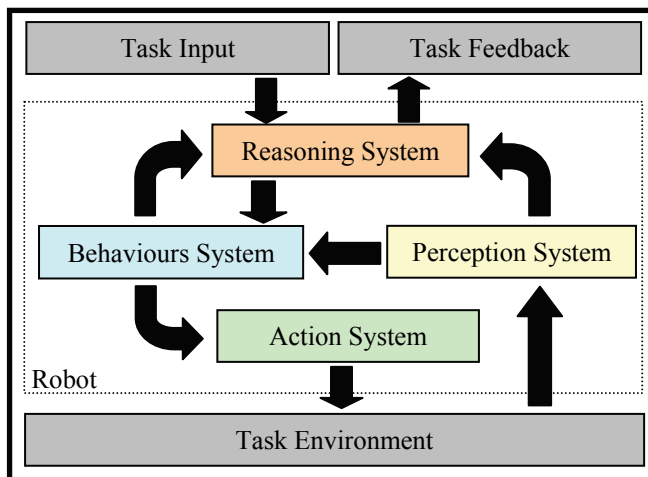 Task Input
Task Feedback
Reasoning System
Behaviours System
Perception System
Action System
Robot
Task Environment